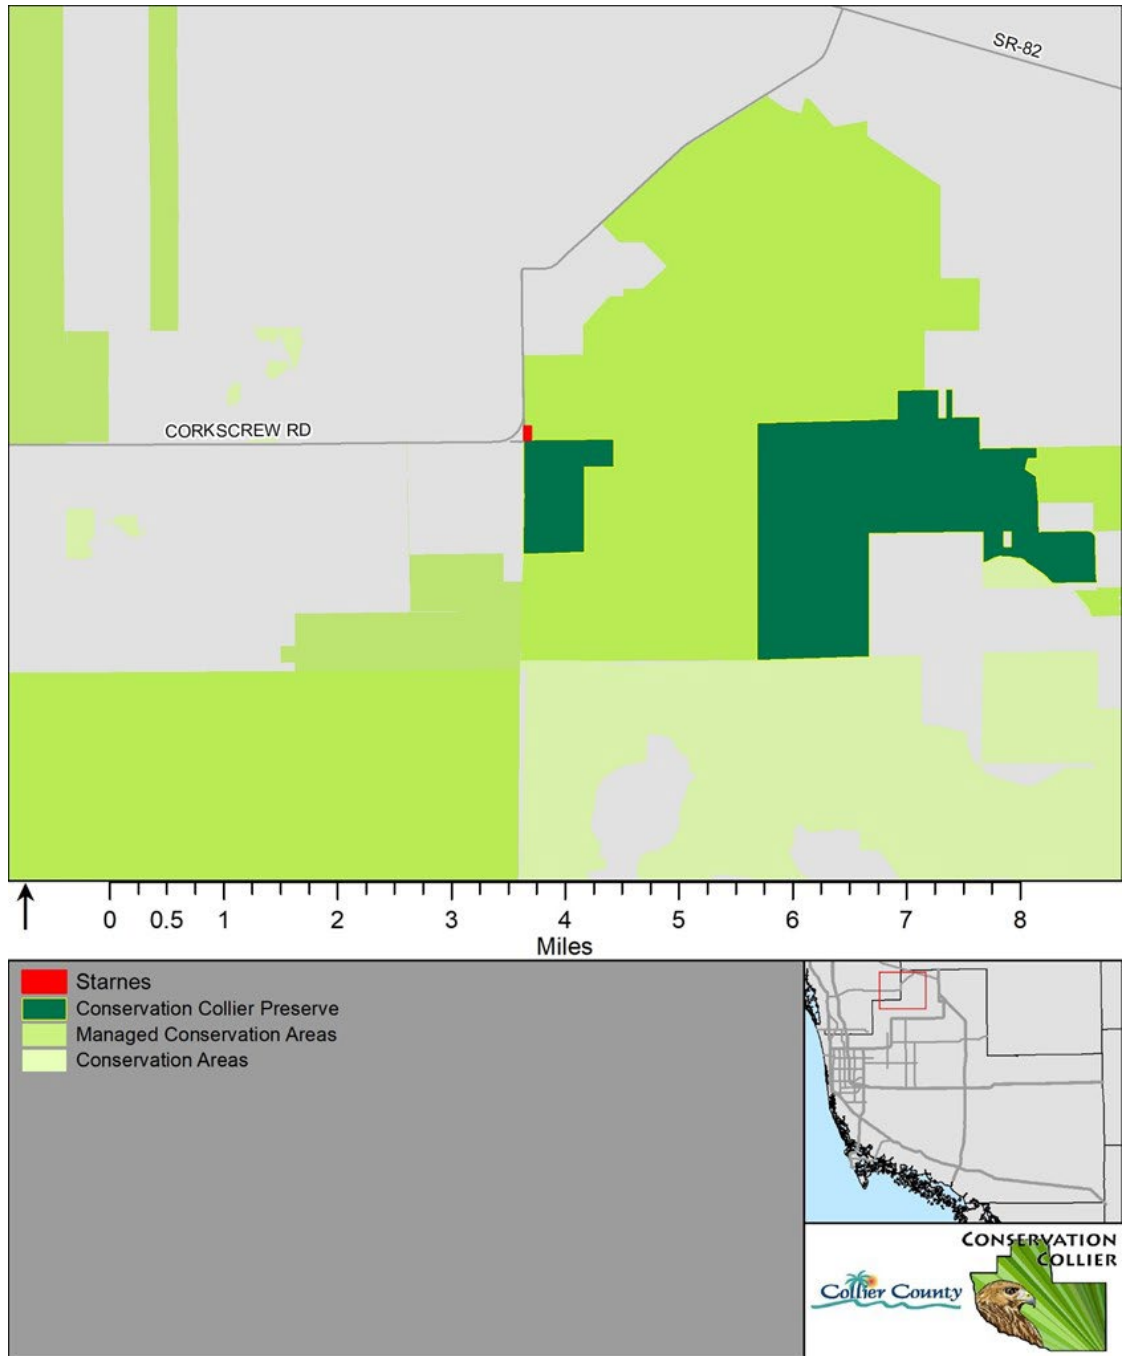 SR-82
CORKSCREW RD
0 0.5 1 2 3 4 5 6 7 8
Miles
Starnes
Conservation Collier Preserve
Managed Conservation Areas
Conservation Areas
CONSERVATION
COLLIER
Collier County